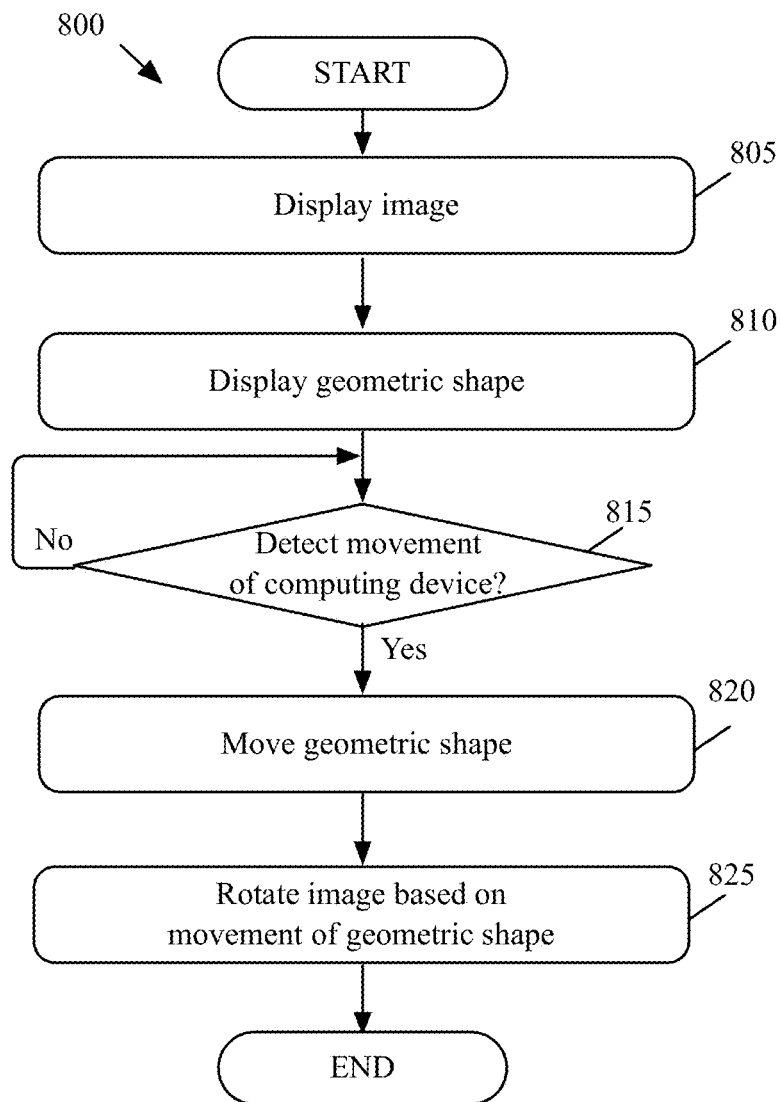 800
START
805
Display image
810
Display geometric shape
815
No
Detect movement
of computing device?
Yes
820
Move geometric shape
825
Rotate image based on
movement of geometric shape
END